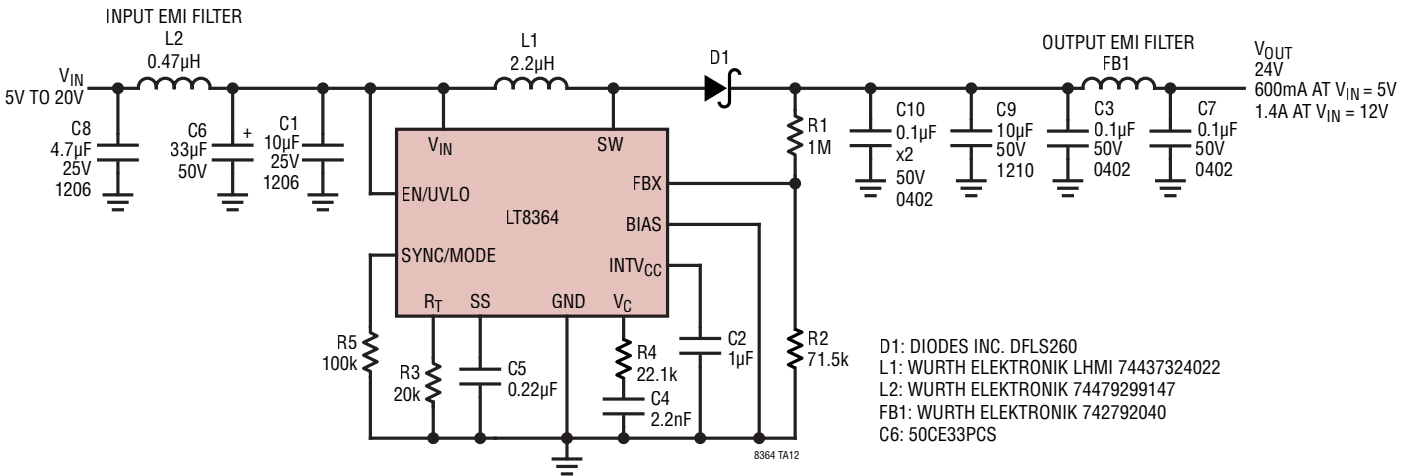 INPUT EMI FILTER
L2
0.47µH
L1
2.2µH
D1
OUTPUT EMI FILTER
FB1
VIN
5V TO 20V
VOUT
24V
600mA AT VIN = 5V
1.4A AT VIN = 12V
C8
4.7µF
25V
1206
C6
33µF
50V
+
C1
10µF
25V
1206
VIN
SW
EN/UVLO
FBX
LT8364
BIAS
SYNC/MODE
INTVCC
RT
SS
GND
VC
R1
1M
C10
0.1µF
x2
50V
0402
C9
10µF
50V
1210
C3
0.1µF
50V
0402
C7
0.1µF
50V
0402
R5
100k
R3
20k
C5
0.22µF
R4
22.1k
C4
2.2nF
C2
1µF
R2
71.5k
D1: DIODES INC. DFLS260
L1: WURTH ELEKTRONIK LHMI 74437324022
L2: WURTH ELEKTRONIK 74479299147
FB1: WURTH ELEKTRONIK 742792040
C6: 50CE33PCS
8364 TA12